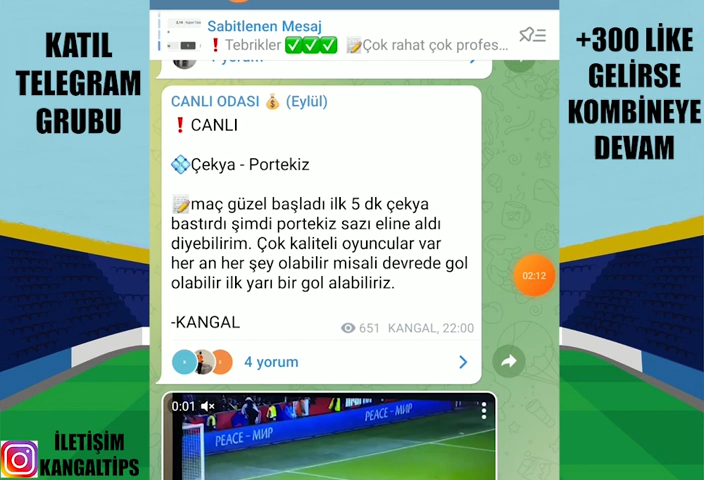 KATIL
TELEGRAM
GRUBU
+300 LİKE
GELİRSE
KOMBİNEYE
DEVAM
Sabitlenen Mesaj
❗Tebrikler ✅✅✅ 📝Çok rahat çok profes...
CANLI ODASI 💰 (Eylül)
❗CANLI
💠Çekya - Portekiz
📝maç güzel başladı ilk 5 dk çekya
bastırdı şimdi portekiz sazı eline aldı
diyebilirim. Çok kaliteli oyuncular var
her an her şey olabilir misali devrede gol
olabilir ilk yarı bir gol alabiliriz.
-KANGAL
651 KANGAL, 22:00
02:12
4 yorum
0:01
PEACE – МИР
PEACE – МИР
İLETİŞİM
KANGALTİPS